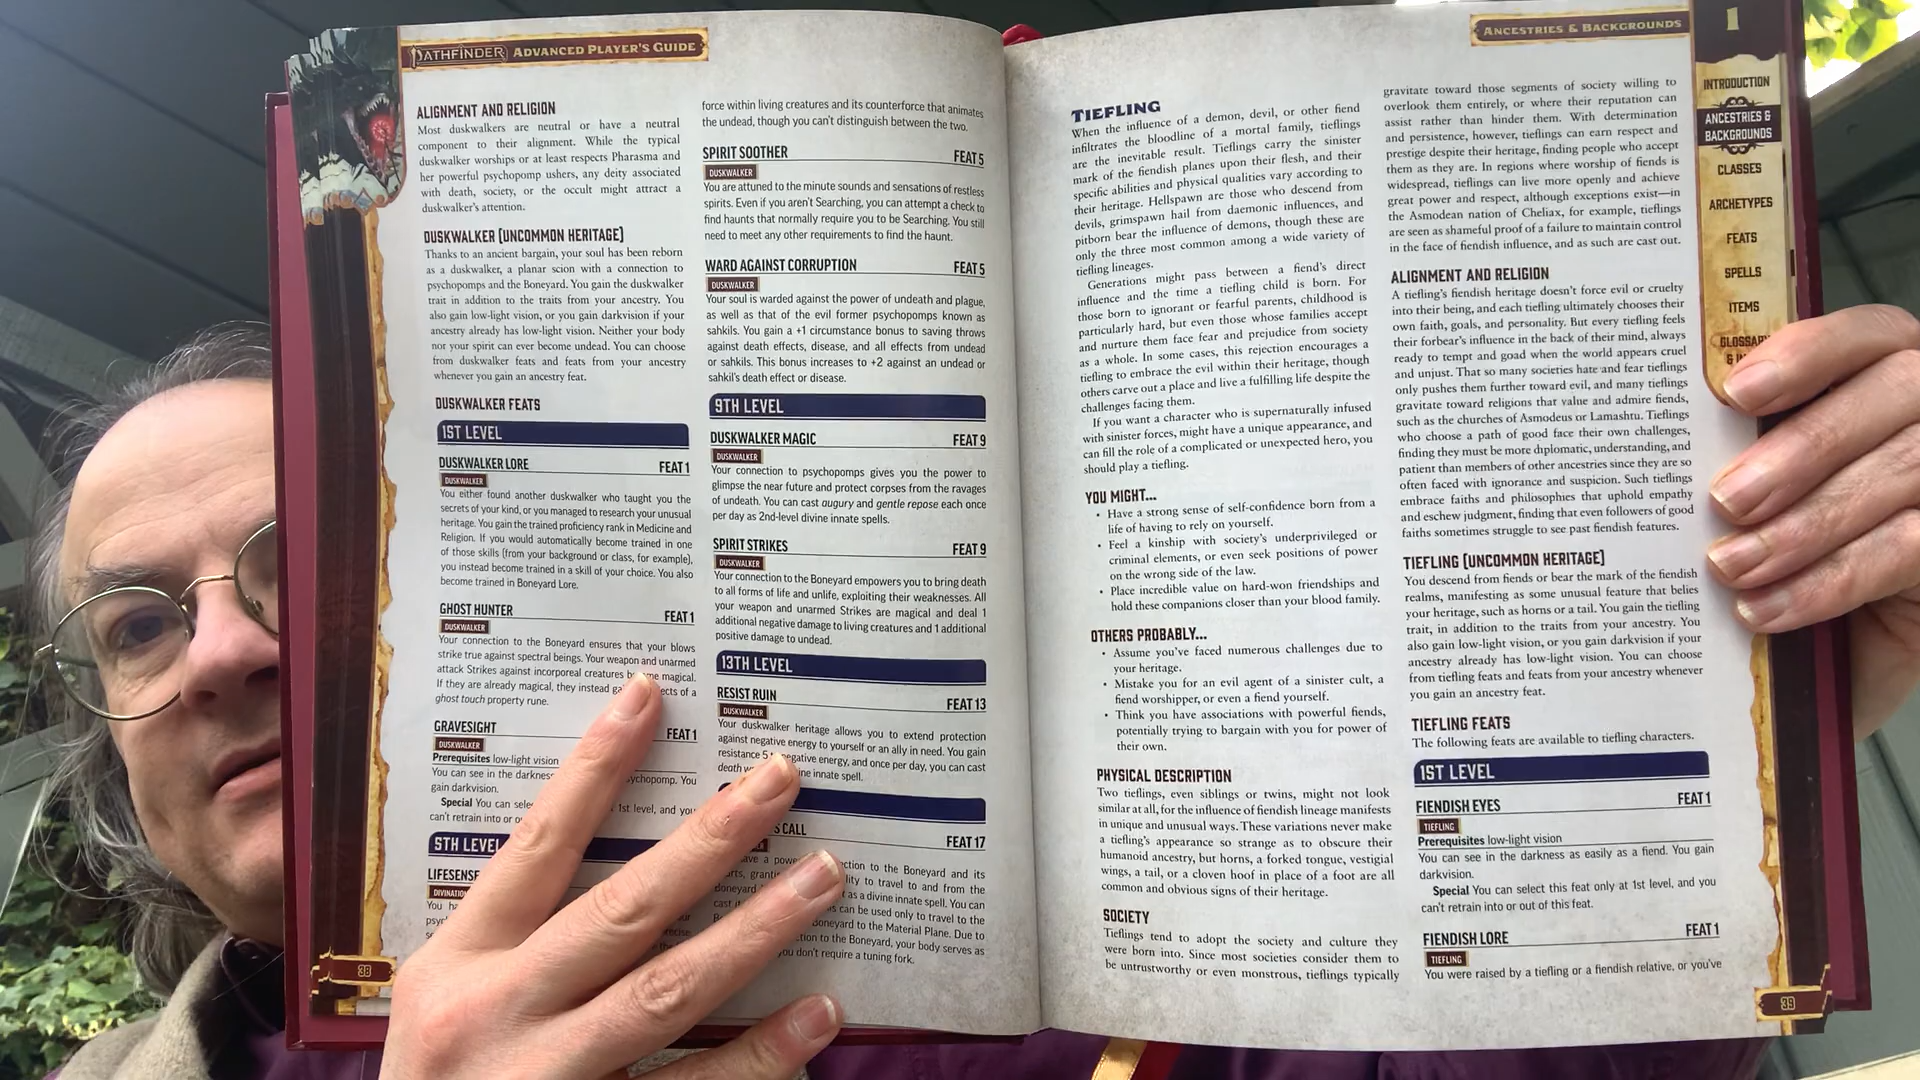 PATHFINDER ADVANCED PLAYER'S GUIDE
ALIGNMENT AND RELIGION
Most duskwalkers are neutral or have a neutral
component to their alignment. While the typical
duskwalker worships or at least respects Pharasma and
her powerful psychopomp ushers, any deity associated
with death, society, or the occult might attract a
duskwalker's attention.
DUSKWALKER (UNCOMMON HERITAGE)
Thanks to an ancient bargain, your soul has been reborn
as a duskwalker, a planar scion with a connection to
psychopomps and the Boneyard. You gain the duskwalker
trait in addition to the traits from your ancestry. You
also gain low-light vision, or you gain darkvision if your
ancestry already has low-light vision. Neither your body
nor your spirit can ever become undead. You can choose
from duskwalker feats and feats from your ancestry
whenever you gain an ancestry feat.
DUSKWALKER FEATS
1ST LEVEL
DUSKWALKER LORE FEAT 1
DUSKWALKER
You either found another duskwalker who taught you the
secrets of your kind, or you managed to research your unusual
heritage. You gain the trained proficiency rank in Medicine and
Religion. If you would automatically become trained in one
of those skills (from your background or class, for example),
you instead become trained in a skill of your choice. You also
become trained in Boneyard Lore.
GHOST HUNTER FEAT 1
DUSKWALKER
Your connection to the Boneyard ensures that your blows
strike true against spectral beings. Your weapon and unarmed
attack Strikes against incorporeal creatures magical.
If they are already magical, they instead of a
ghost touch property rune.
GRAVESIGHT FEAT 1
DUSKWALKER
Prerequisites low-light vision
You can see in the darkness psychopomp. You
gain darkvision.
Special You can 1st level, and you
can't retrain into or
5TH LEVEL
LIFESENSE
DIVINATION
You
force within living creatures and its counterforce that animates
the undead, though you can't distinguish between the two.
SPIRIT SOOTHER FEAT 5
DUSKWALKER
You are attuned to the minute sounds and sensations of restless
spirits. Even if you aren't Searching, you can attempt a check to
find haunts that normally require you to be Searching. You still
need to meet any other requirements to find the haunt.
WARD AGAINST CORRUPTION FEAT 5
DUSKWALKER
Your soul is warded against the power of undeath and plague,
as well as that of the evil former psychopomps known as
sahkils. You gain a +1 circumstance bonus to saving throws
against death effects, disease, and all effects from undead
or sahkils. This bonus increases to +2 against an undead or
sahkil's death effect or disease.
9TH LEVEL
DUSKWALKER MAGIC FEAT 9
DUSKWALKER
Your connection to psychopomps gives you the power to
glimpse the near future and protect corpses from the ravages
of undeath. You can cast augury and gentle repose each once
per day as 2nd-level divine innate spells.
SPIRIT STRIKES FEAT 9
DUSKWALKER
Your connection to the Boneyard empowers you to bring death
to all forms of life and unlife, exploiting their weaknesses. All
your weapon and unarmed Strikes are magical and deal 1
additional negative damage to living creatures and 1 additional
positive damage to undead.
13TH LEVEL
RESIST RUIN FEAT 13
DUSKWALKER
Your duskwalker heritage allows you to extend protection
against negative energy to yourself or an ally in need. You gain
resistance 5 negative energy, and once per day, you can cast
death innate spell.
CALL FEAT 17
have a connection to the Boneyard and its
to travel to and from the
Boneyard as a divine innate spell. You can
cast can be used only to travel to the
Boneyard to the Material Plane. Due to
to the Boneyard, your body serves as
you don't require a tuning fork.
38
ANCESTRIES & BACKGROUNDS
TIEFLING
When the influence of a demon, devil, or other fiend
infiltrates the bloodline of a mortal family, tieflings
are the inevitable result. Tieflings carry the sinister
mark of the fiendish planes upon their flesh, and their
specific abilities and physical qualities vary according to
their heritage. Hellspawn are those who descend from
devils, grimspawn hail from daemonic influences, and
pitborn bear the influence of demons, though these are
only the three most common among a wide variety of
tiefling lineages.
Generations might pass between a fiend's direct
influence and the time a tiefling child is born. For
those born to ignorant or fearful parents, childhood is
particularly hard, but even those whose families accept
and nurture them face fear and prejudice from society
as a whole. In some cases, this rejection encourages a
tiefling to embrace the evil within their heritage, though
others carve out a place and live a fulfilling life despite the
challenges facing them.
If you want a character who is supernaturally infused
with sinister forces, might have a unique appearance, and
can fill the role of a complicated or unexpected hero, you
should play a tiefling.
YOU MIGHT...
• Have a strong sense of self-confidence born from a
life of having to rely on yourself.
• Feel a kinship with society's underprivileged or
criminal elements, or even seek positions of power
on the wrong side of the law.
• Place incredible value on hard-won friendships and
hold these companions closer than your blood family.
OTHERS PROBABLY...
• Assume you've faced numerous challenges due to
your heritage.
• Mistake you for an evil agent of a sinister cult, a
fiend worshipper, or even a fiend yourself.
• Think you have associations with powerful fiends,
potentially trying to bargain with you for power of
their own.
PHYSICAL DESCRIPTION
Two tieflings, even siblings or twins, might not look
similar at all, for the influence of fiendish lineage manifests
in unique and unusual ways. These variations never make
a tiefling's appearance so strange as to obscure their
humanoid ancestry, but horns, a forked tongue, vestigial
wings, a tail, or a cloven hoof in place of a foot are all
common and obvious signs of their heritage.
SOCIETY
Tieflings tend to adopt the society and culture they
were born into. Since most societies consider them to
be untrustworthy or even monstrous, tieflings typically
gravitate toward those segments of society willing to
overlook them entirely, or where their reputation can
assist rather than hinder them. With determination
and persistence, however, tieflings can earn respect and
prestige despite their heritage, finding people who accept
them as they are. In regions where worship of fiends is
widespread, tieflings can live more openly and achieve
great power and respect, although exceptions exist—in
the Asmodean nation of Cheliax, for example, tieflings
are seen as shameful proof of a failure to maintain control
in the face of fiendish influence, and as such are cast out.
ALIGNMENT AND RELIGION
A tiefling's fiendish heritage doesn't force evil or cruelty
into their being, and each tiefling ultimately chooses their
own faith, goals, and personality. But every tiefling feels
their forbear's influence in the back of their mind, always
ready to tempt and goad when the world appears cruel
and unjust. That so many societies hate and fear tieflings
only pushes them further toward evil, and many tieflings
gravitate toward religions that value and admire fiends,
such as the churches of Asmodeus or Lamashtu. Tieflings
who choose a path of good face their own challenges,
finding they must be more diplomatic, understanding, and
patient than members of other ancestries since they are so
often faced with ignorance and suspicion. Such tieflings
embrace faiths and philosophies that uphold empathy
and eschew judgment, finding that even followers of good
faiths sometimes struggle to see past fiendish features.
TIEFLING (UNCOMMON HERITAGE)
You descend from fiends or bear the mark of the fiendish
realms, manifesting as some unusual feature that belies
your heritage, such as horns or a tail. You gain the tiefling
trait, in addition to the traits from your ancestry. You
also gain low-light vision, or you gain darkvision if your
ancestry already has low-light vision. You can choose
from tiefling feats and feats from your ancestry whenever
you gain an ancestry feat.
TIEFLING FEATS
The following feats are available to tiefling characters.
1ST LEVEL
FIENDISH EYES FEAT 1
TIEFLING
Prerequisites low-light vision
You can see in the darkness as easily as a fiend. You gain
darkvision.
Special You can select this feat only at 1st level, and you
can't retrain into or out of this feat.
FIENDISH LORE FEAT 1
TIEFLING
You were raised by a tiefling or a fiendish relative, or you've
1
INTRODUCTION
ANCESTRIES &
BACKGROUNDS
CLASSES
ARCHETYPES
FEATS
SPELLS
ITEMS
GLOSSARY
&
39